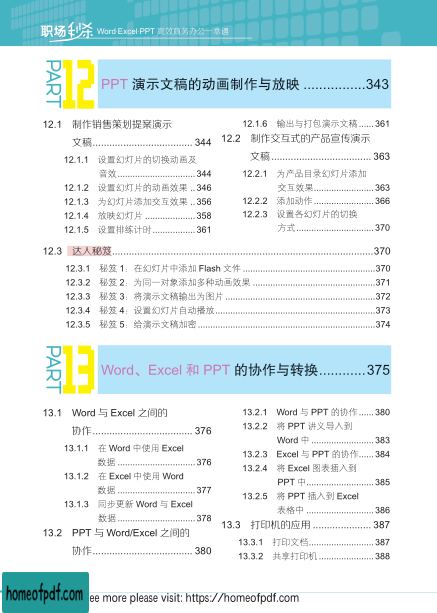 职场秒杀 Word Excel PPT 高效商务办公一本通
PART 12
PPT 演示文稿的动画制作与放映 ................343
12.1 制作销售策划提案演示
文稿.................................... 344
12.1.1 设置幻灯片的切换动画及
音效............................... 344
12.1.2 设置幻灯片的动画效果 .. 346
12.1.3 为幻灯片添加交互效果 .. 356
12.1.4 放映幻灯片 .................... 358
12.1.5 设置排练计时................. 361
12.1.6 输出与打包演示文稿...... 361
12.2 制作交互式的产品宣传演示
文稿.................................... 363
12.2.1 为产品目录幻灯片添加
交互效果........................ 363
12.2.2 添加动作........................ 366
12.2.3 设置各幻灯片的切换
方式............................... 370
12.3 达人秘笈...............................................................370
12.3.1 秘笈 1：在幻灯片中添加 Flash 文件 ......................................370
12.3.2 秘笈 2：为同一对象添加多种动画效果 ..................................371
12.3.3 秘笈 3：将演示文稿输出为图片 ............................................372
12.3.4 秘笈 4：设置幻灯片自动播放................................................373
12.3.5 秘笈 5：给演示文稿加密.......................................................374
PART 13
Word、Excel 和 PPT 的协作与转换............375
13.1 Word 与 Excel 之间的
协作.................................... 376
13.1.1 在 Word 中使用 Excel
数据 ............................... 376
13.1.2 在 Excel 中使用 Word
数据 ............................... 377
13.1.3 同步更新 Word 与 Excel
数据 ............................... 378
13.2 PPT 与 Word/Excel 之间的
协作.................................... 380
13.2.1 Word 与 PPT 的协作...... 380
13.2.2 将 PPT 讲义导入到
Word 中 ......................... 383
13.2.3 Excel 与 PPT 的协作...... 384
13.2.4 将 Excel 图表插入到
PPT 中........................... 385
13.2.5 将 PPT 插入到 Excel
表格中 ........................... 386
13.3 打印机的应用 ..................... 387
13.3.1 打印文档........................ 387
13.3.2 共享打印机 .................... 388
homeofpdf.com
ee more please visit: https://homeofpdf.com